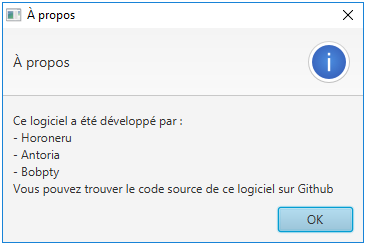 À propos
À propos
Ce logiciel a été développé par :
- Horoneru
- Antoria
- Bobpty
Vous pouvez trouver le code source de ce logiciel sur Github
OK